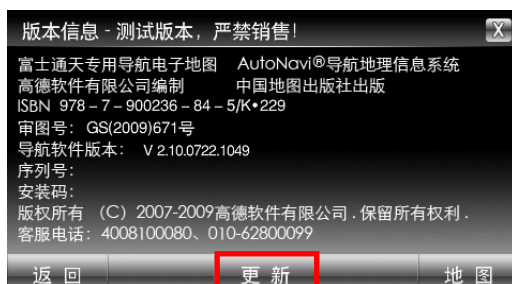 版本信息 - 测试版本，严禁销售! X
富士通天专用导航电子地图 AutoNavi®导航地理信息系统
高德软件有限公司编制 中国地图出版社出版
ISBN 978 – 7 – 900236 – 84 – 5/K•229
审图号： GS(2009)671号
导航软件版本： V 2.10.0722.1049
序列号：
安装码：
版权所有 （C）2007-2009高德软件有限公司 . 保留所有权利 .
客服电话：4008100080、010-62800099
返 回 更 新 地 图